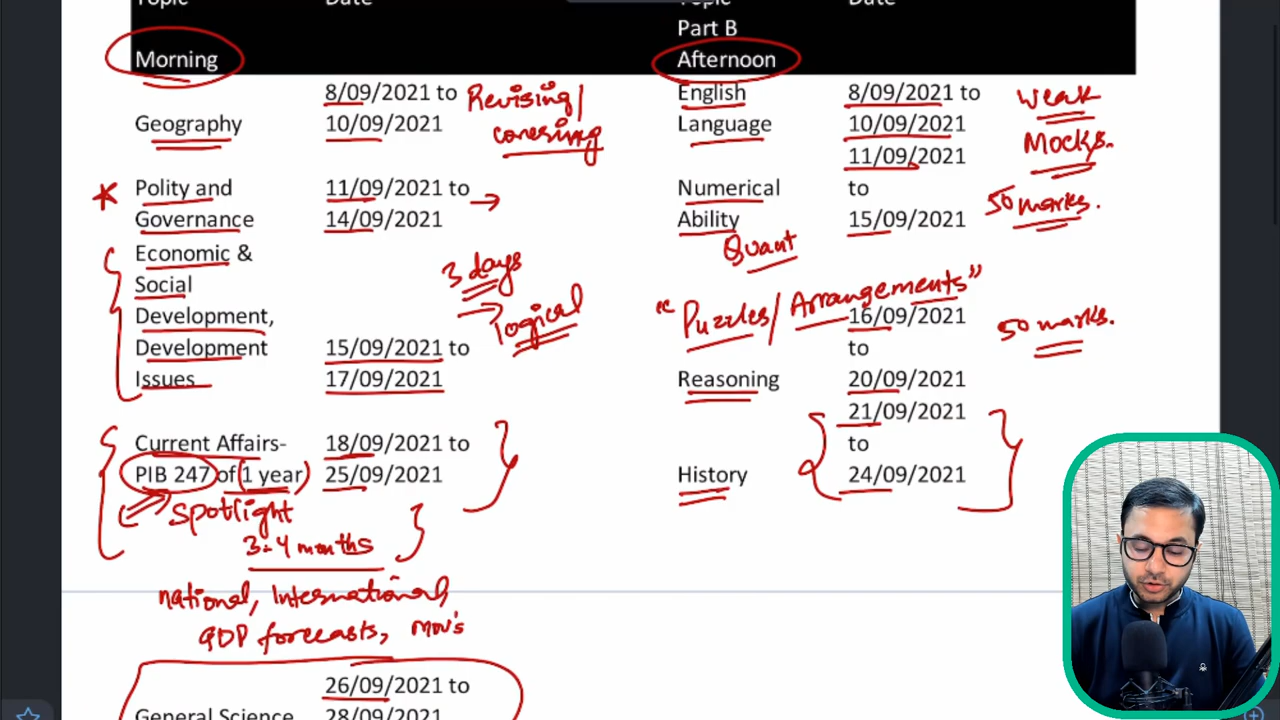 Topic Date Topic Date
Part B
Morning Afternoon
8/09/2021 to Revising/ English 8/09/2021 to weak
Geography 10/09/2021 Language 10/09/2021 Mocks.
11/09/2021
Polity and 11/09/2021 to → Numerical to
Governance 14/09/2021 Ability 15/09/2021 50 marks.
Economic & Quant
Social 3 days
Development, → logical "Puzzles/Arrangements" 16/09/2021 50 marks.
Development 15/09/2021 to to
Issues 17/09/2021 Reasoning 20/09/2021
21/09/2021
Current Affairs- 18/09/2021 to to
PIB 247 of 1 year) 25/09/2021 History 24/09/2021
Spotlight
3-4 months
national, International,
GDP forecasts, MOU's
26/09/2021 to
General Science 28/09/2021